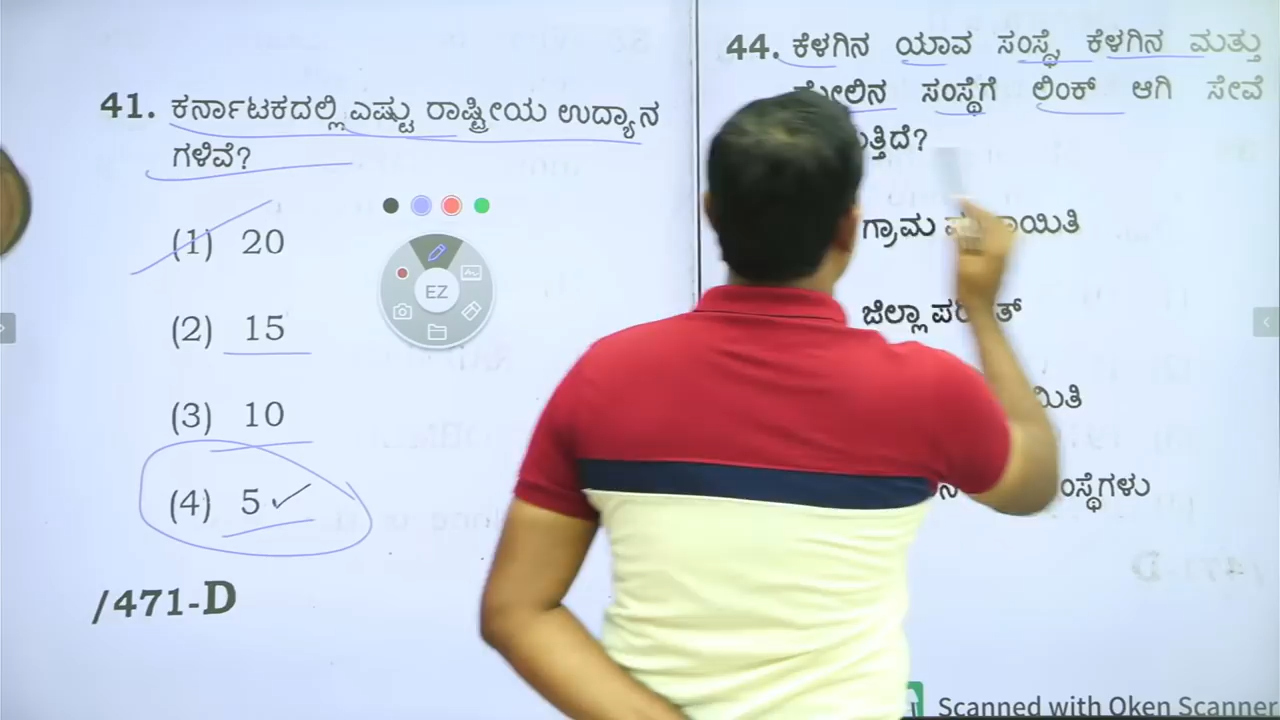 41. ಕರ್ನಾಟಕದಲ್ಲಿ ಎಷ್ಟು ರಾಷ್ಟ್ರೀಯ ಉದ್ಯಾನ
ಗಳಿವೆ?
(1) 20
(2) 15
(3) 10
(4) 5
/471-D
EZ
44. ಕೆಳಗಿನ ಯಾವ ಸಂಸ್ಥೆ, ಕೆಳಗಿನ ಮತ್ತು
ಮೇಲಿನ ಸಂಸ್ಥೆಗೆ ಲಿಂಕ್ ಆಗಿ ಸೇವೆ
ಗ್ರಾಮ
ಜಿಲ್ಲಾ
Scanned with Oken Scanner